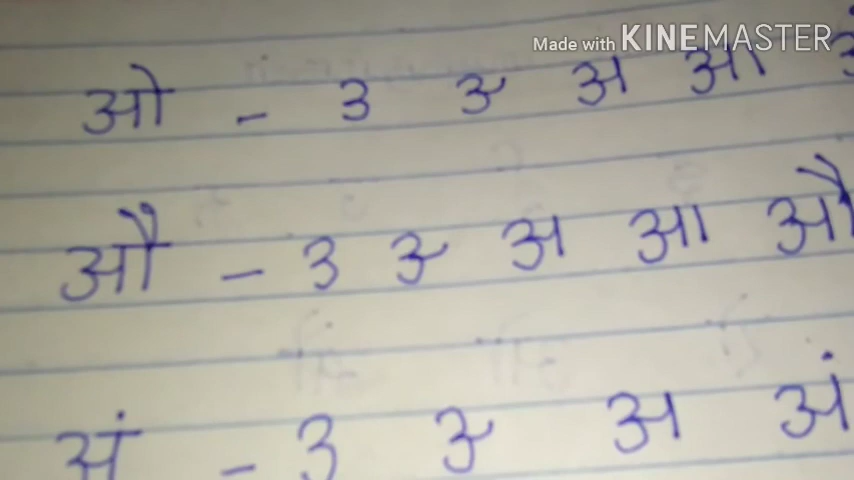 Made with KINEMASTER
ओ - 3 अ आ
औ - 3 अ आ औ
अं - 3 अ अं